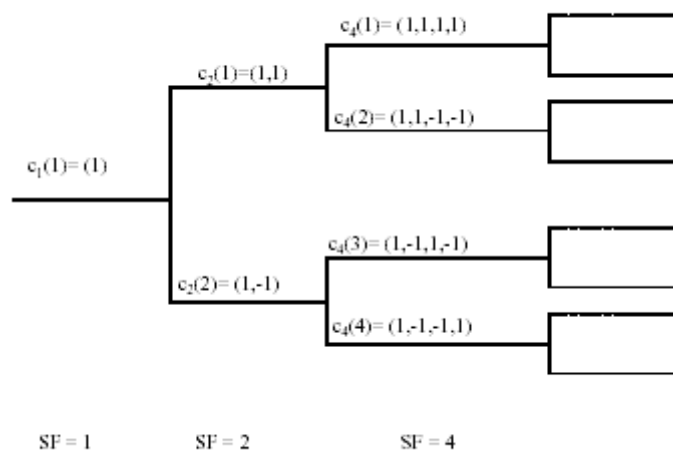 c₄(1)= (1,1,1,1)
c₂(1)=(1,1)
c₄(2)= (1,1,-1,-1)
c₁(1)= (1)
c₄(3)= (1,-1,1,-1)
c₂(2)= (1,-1)
c₄(4)= (1,-1,-1,1)
SF = 1 SF = 2 SF = 4